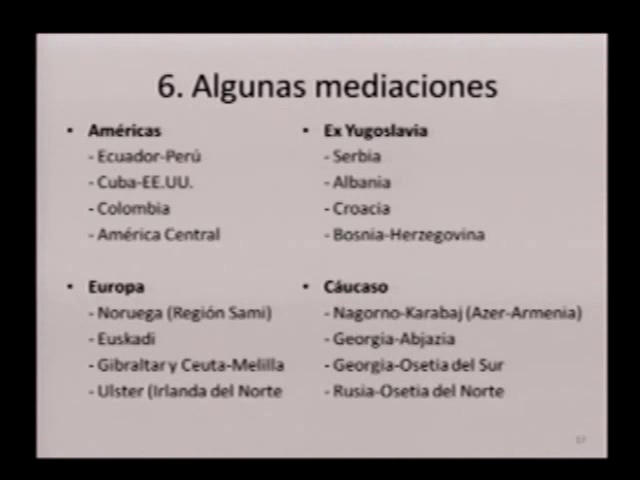 6. Algunas mediaciones
• Américas
- Ecuador-Perú
- Cuba-EE.UU.
- Colombia
- América Central
• Ex Yugoslavia
- Serbia
- Albania
- Croacia
- Bosnia-Herzegovina
• Europa
- Noruega (Región Sami)
- Euskadi
- Gibraltar y Ceuta-Melilla
- Ulster (Irlanda del Norte
• Cáucaso
- Nagorno-Karabaj (Azer-Armenia)
- Georgia-Abjazia
- Georgia-Osetia del Sur
- Rusia-Osetia del Norte